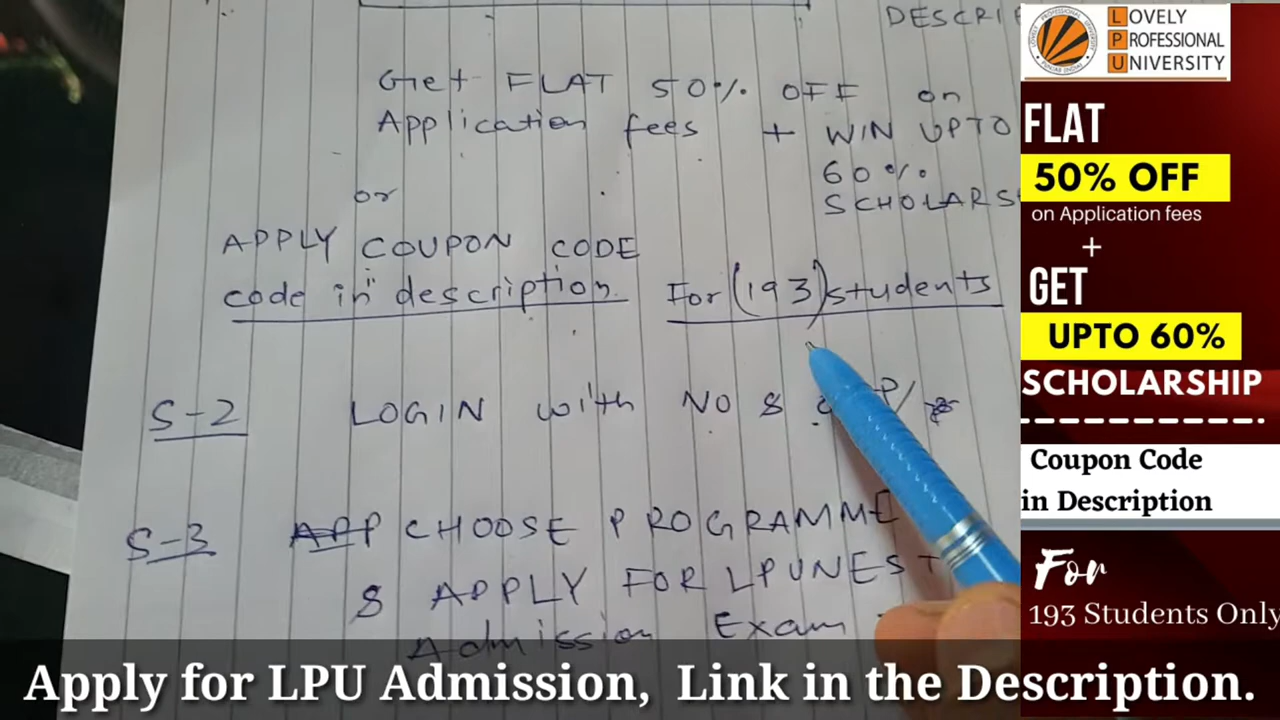 DESCRI
Get FLAT 50% OFF on
Application fees + WIN UPTO
60%
or
SCHOLARS
APPLY COUPON CODE
code in" description. For (193) students
S-2 LOGIN with NO &
S-3 APP CHOOSE PROGRAMME
& APPLY FOR LPUNEST
Admission Exam
LOVELY
PROFESSIONAL
UNIVERSITY
FLAT
50% OFF
on Application fees
+
GET
UPTO 60%
SCHOLARSHIP
Coupon Code
in Description
For
193 Students Only
Apply for LPU Admission, Link in the Description.